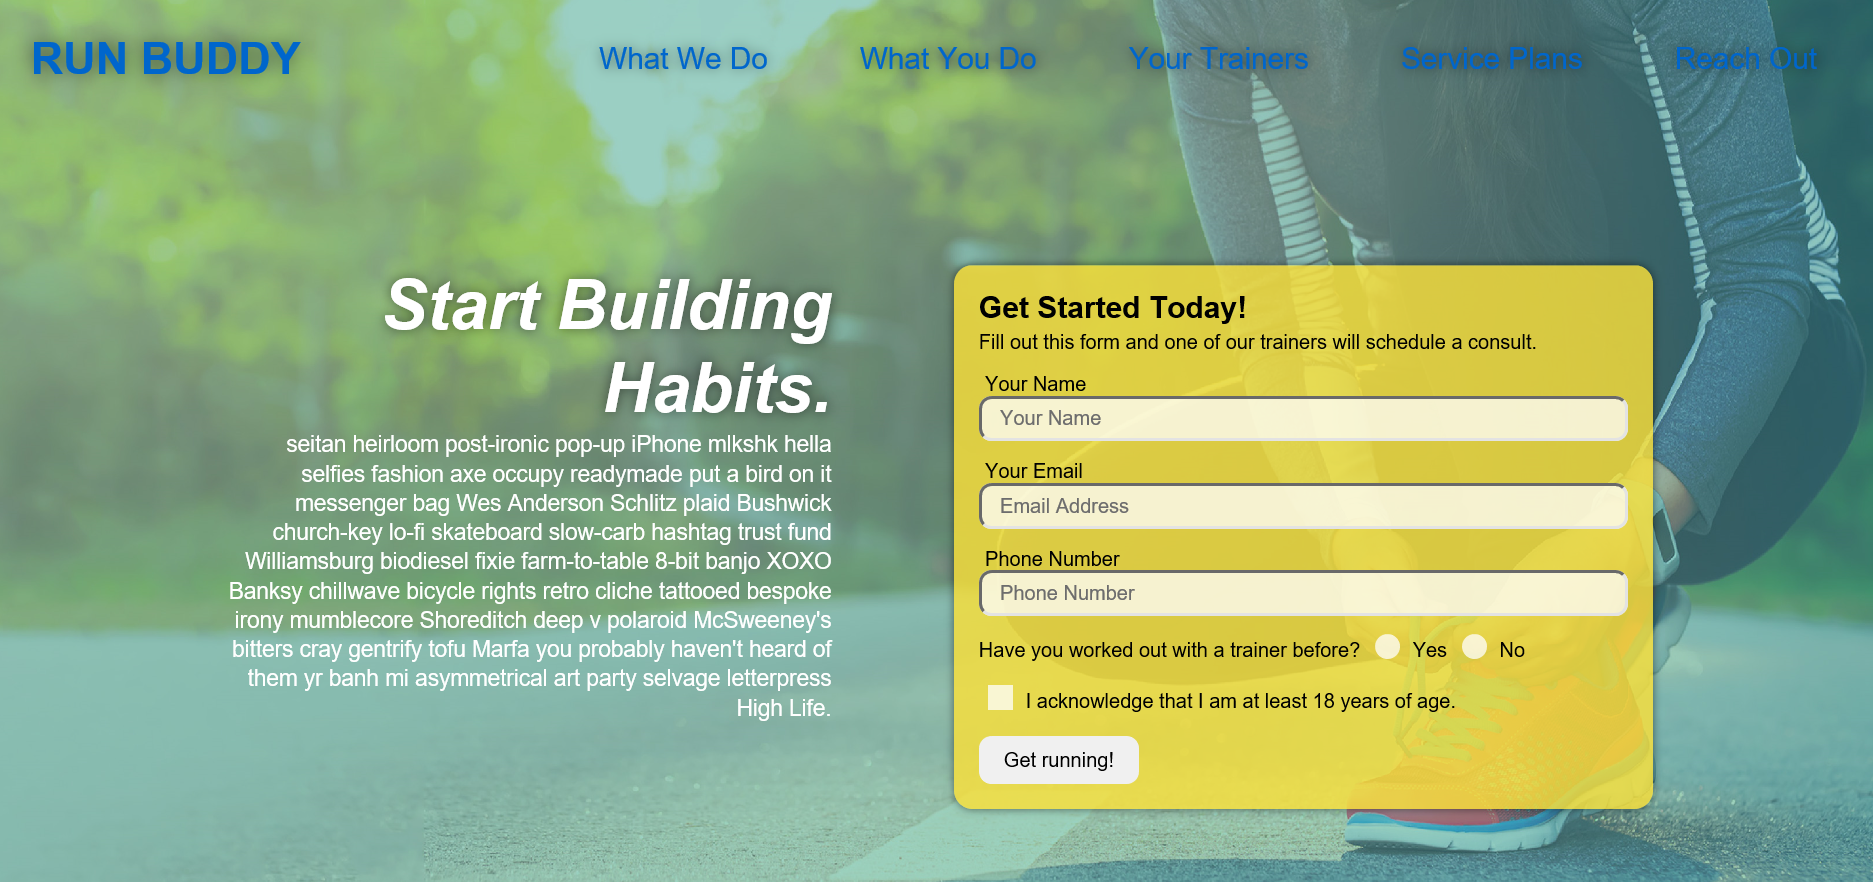 RUN BUDDY
What We Do
What You Do
Your Trainers
Service Plans
Reach Out
Start Building
Habits.
seitan heirloom post-ironic pop-up iPhone mlkshk hella
selfies fashion axe occupy readymade put a bird on it
messenger bag Wes Anderson Schlitz plaid Bushwick
church-key lo-fi skateboard slow-carb hashtag trust fund
Williamsburg biodiesel fixie farm-to-table 8-bit banjo XOXO
Banksy chillwave bicycle rights retro cliche tattooed bespoke
irony mumblecore Shoreditch deep v polaroid McSweeney's
bitters cray gentrify tofu Marfa you probably haven't heard of
them yr banh mi asymmetrical art party selvage letterpress
High Life.
Get Started Today!
Fill out this form and one of our trainers will schedule a consult.
Your Name
Your Name
Your Email
Email Address
Phone Number
Phone Number
Have you worked out with a trainer before? Yes No
I acknowledge that I am at least 18 years of age.
Get running!